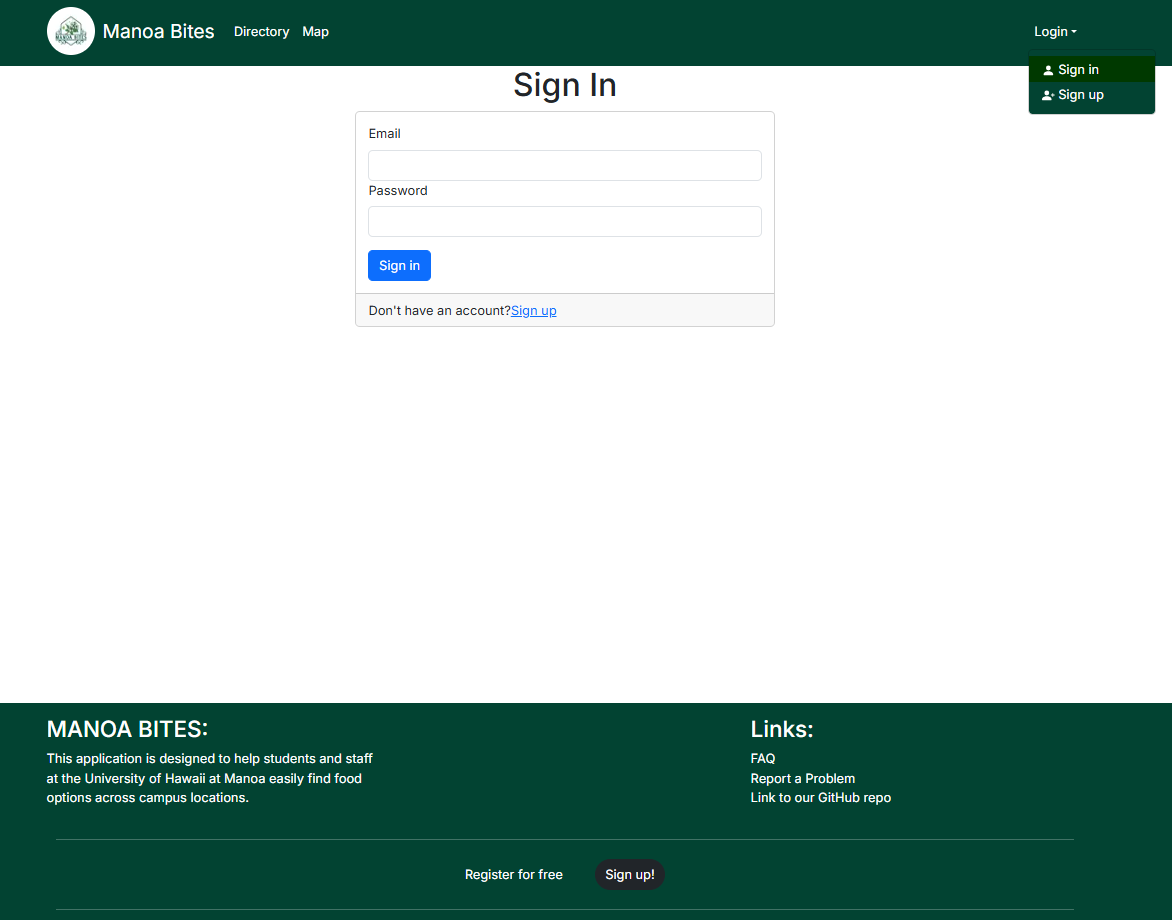 MANOA BITES
Manoa Bites
Directory
Map
Login
Sign in
Sign up
Sign In
Email
Password
Sign in
Don't have an account?Sign up
MANOA BITES:
This application is designed to help students and staff
at the University of Hawaii at Manoa easily find food
options across campus locations.
Links:
FAQ
Report a Problem
Link to our GitHub repo
Register for free
Sign up!